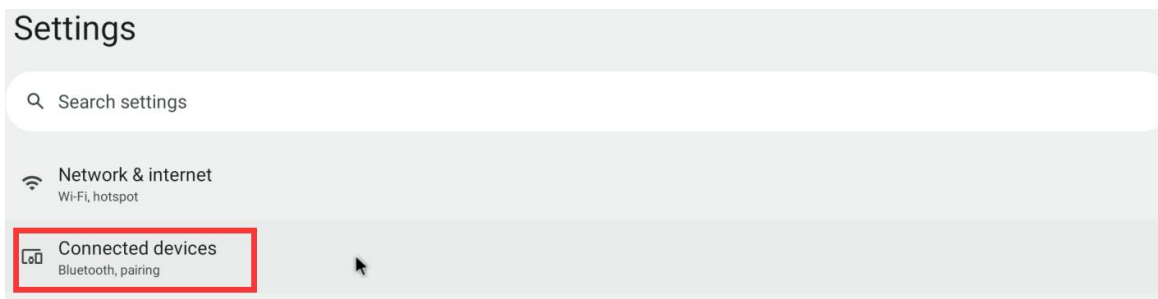 Settings
Search settings
Network & internet
Wi-Fi, hotspot
Connected devices
Bluetooth, pairing